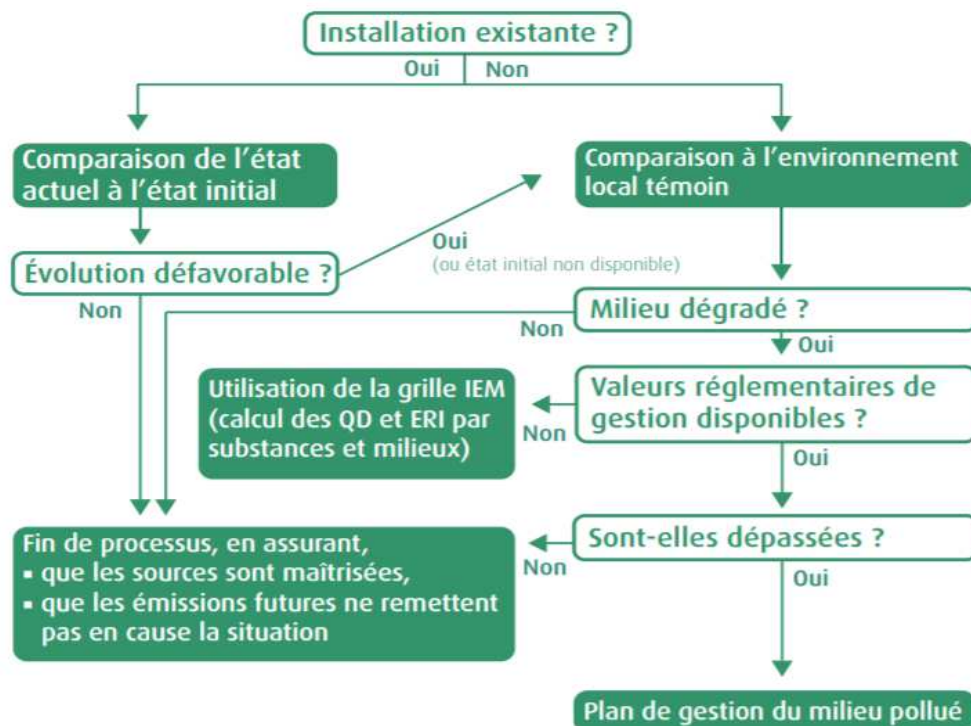 Installation existante ?
Oui
Non
Comparaison de l'état
actuel à l'état initial
Comparaison à l'environnement
local témoin
Évolution défavorable ?
Oui
(ou état initial non disponible)
Non
Milieu dégradé ?
Non
Oui
Utilisation de la grille IEM
(calcul des QD et ERI par
substances et milieux)
Valeurs réglementaires de
gestion disponibles ?
Non
Oui
Fin de processus, en assurant,
▪ que les sources sont maîtrisées,
▪ que les émissions futures ne remettent
pas en cause la situation
Sont-elles dépassées ?
Non
Oui
Plan de gestion du milieu pollué